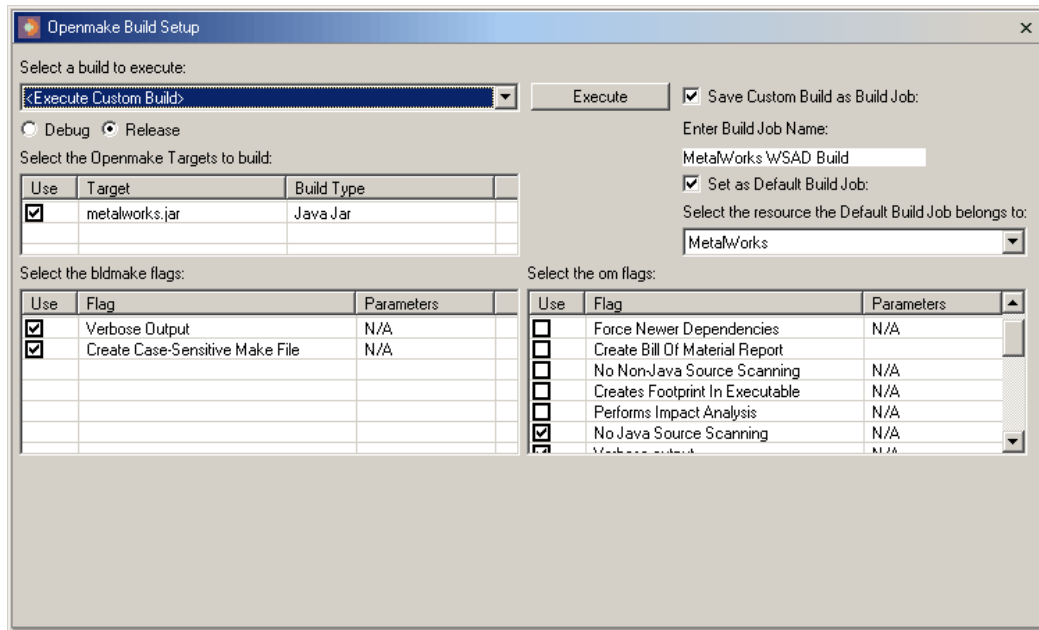 Openmake Build Setup
Select a build to execute:
<Execute Custom Build>
Execute
Save Custom Build as Build Job:
Debug Release
Enter Build Job Name:
Select the Openmake Targets to build:
MetalWorks WSAD Build
Use Target Build Type
Set as Default Build Job:
metalworks.jar Java Jar
Select the resource the Default Build Job belongs to:
MetalWorks
Select the bldmake flags:
Use Flag Parameters
Verbose Output N/A
Create Case-Sensitive Make File N/A
Select the om flags:
Use Flag Parameters
Force Newer Dependencies N/A
Create Bill Of Material Report
No Non-Java Source Scanning N/A
Creates Footprint In Executable N/A
Performs Impact Analysis N/A
No Java Source Scanning N/A
Verbose output N/A